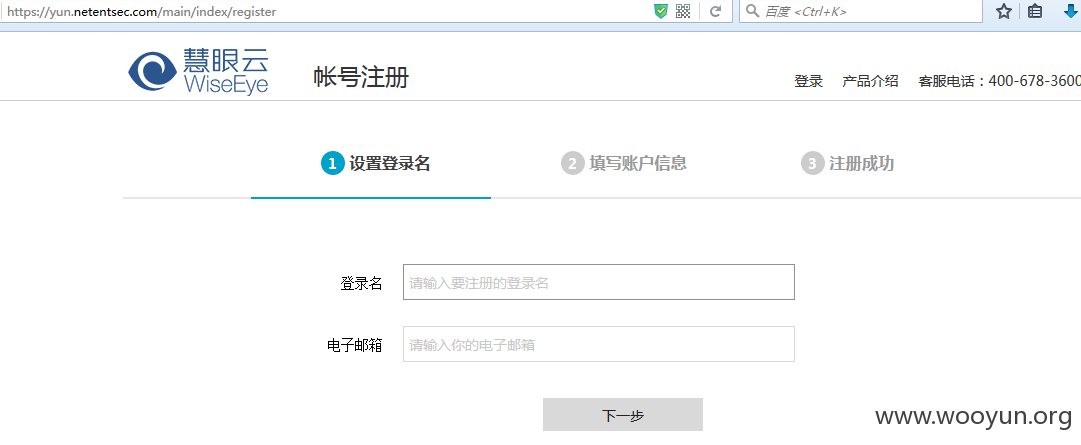 https://yun.netentsec.com/main/index/register
百度 <Ctrl+K>
慧眼云
WiseEye
帐号注册
登录 产品介绍 客服电话：400-678-3600
1 设置登录名 2 填写账户信息 3 注册成功
登录名 请输入要注册的登录名
电子邮箱 请输入你的电子邮箱
下一步
www.wooyun.org